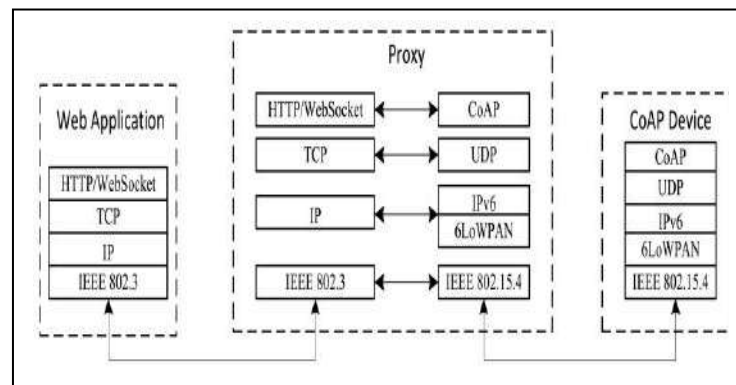 Web Application
HTTP/WebSocket
TCP
IP
IEEE 802.3
Proxy
HTTP/WebSocket
CoAP
TCP
UDP
IP
IPv6
6LoWPAN
IEEE 802.3
IEEE 802.15.4
CoAP Device
CoAP
UDP
IPv6
6LoWPAN
IEEE 802.15.4